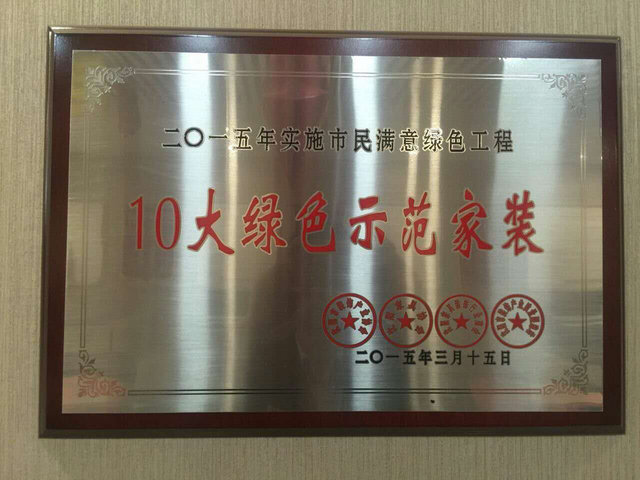 二〇一五年实施市民满意绿色工程
10大绿色示范家装
二〇一五年三月十五日